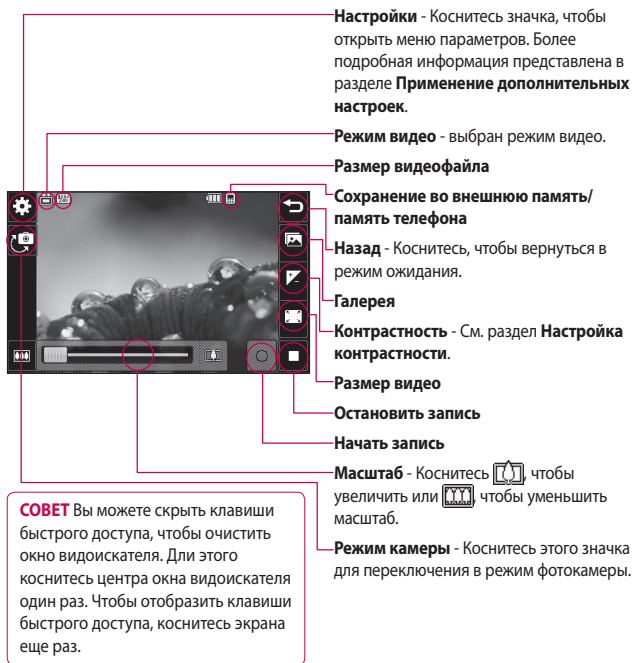 Настройки - Коснитесь значка, чтобы
открыть меню параметров. Более
подробная информация представлена в
разделе Применение дополнительных
настроек.
Режим видео - выбран режим видео.
Размер видеофайла
Сохранение во внешнюю память/
память телефона
Назад - Коснитесь, чтобы вернуться в
режим ожидания.
Галерея
Контрастность - См. раздел Настройка
контрастности.
Размер видео
Остановить запись
Начать запись
Масштаб - Коснитесь , чтобы
увеличить или , чтобы уменьшить
масштаб.
Режим камеры - Коснитесь этого значка
для переключения в режим фотокамеры.
СОВЕТ Вы можете скрыть клавиши
быстрого доступа, чтобы очистить
окно видоискателя. Дли этого
коснитесь центра окна видоискателя
один раз. Чтобы отобразить клавиши
быстрого доступа, коснитесь экрана
еще раз.